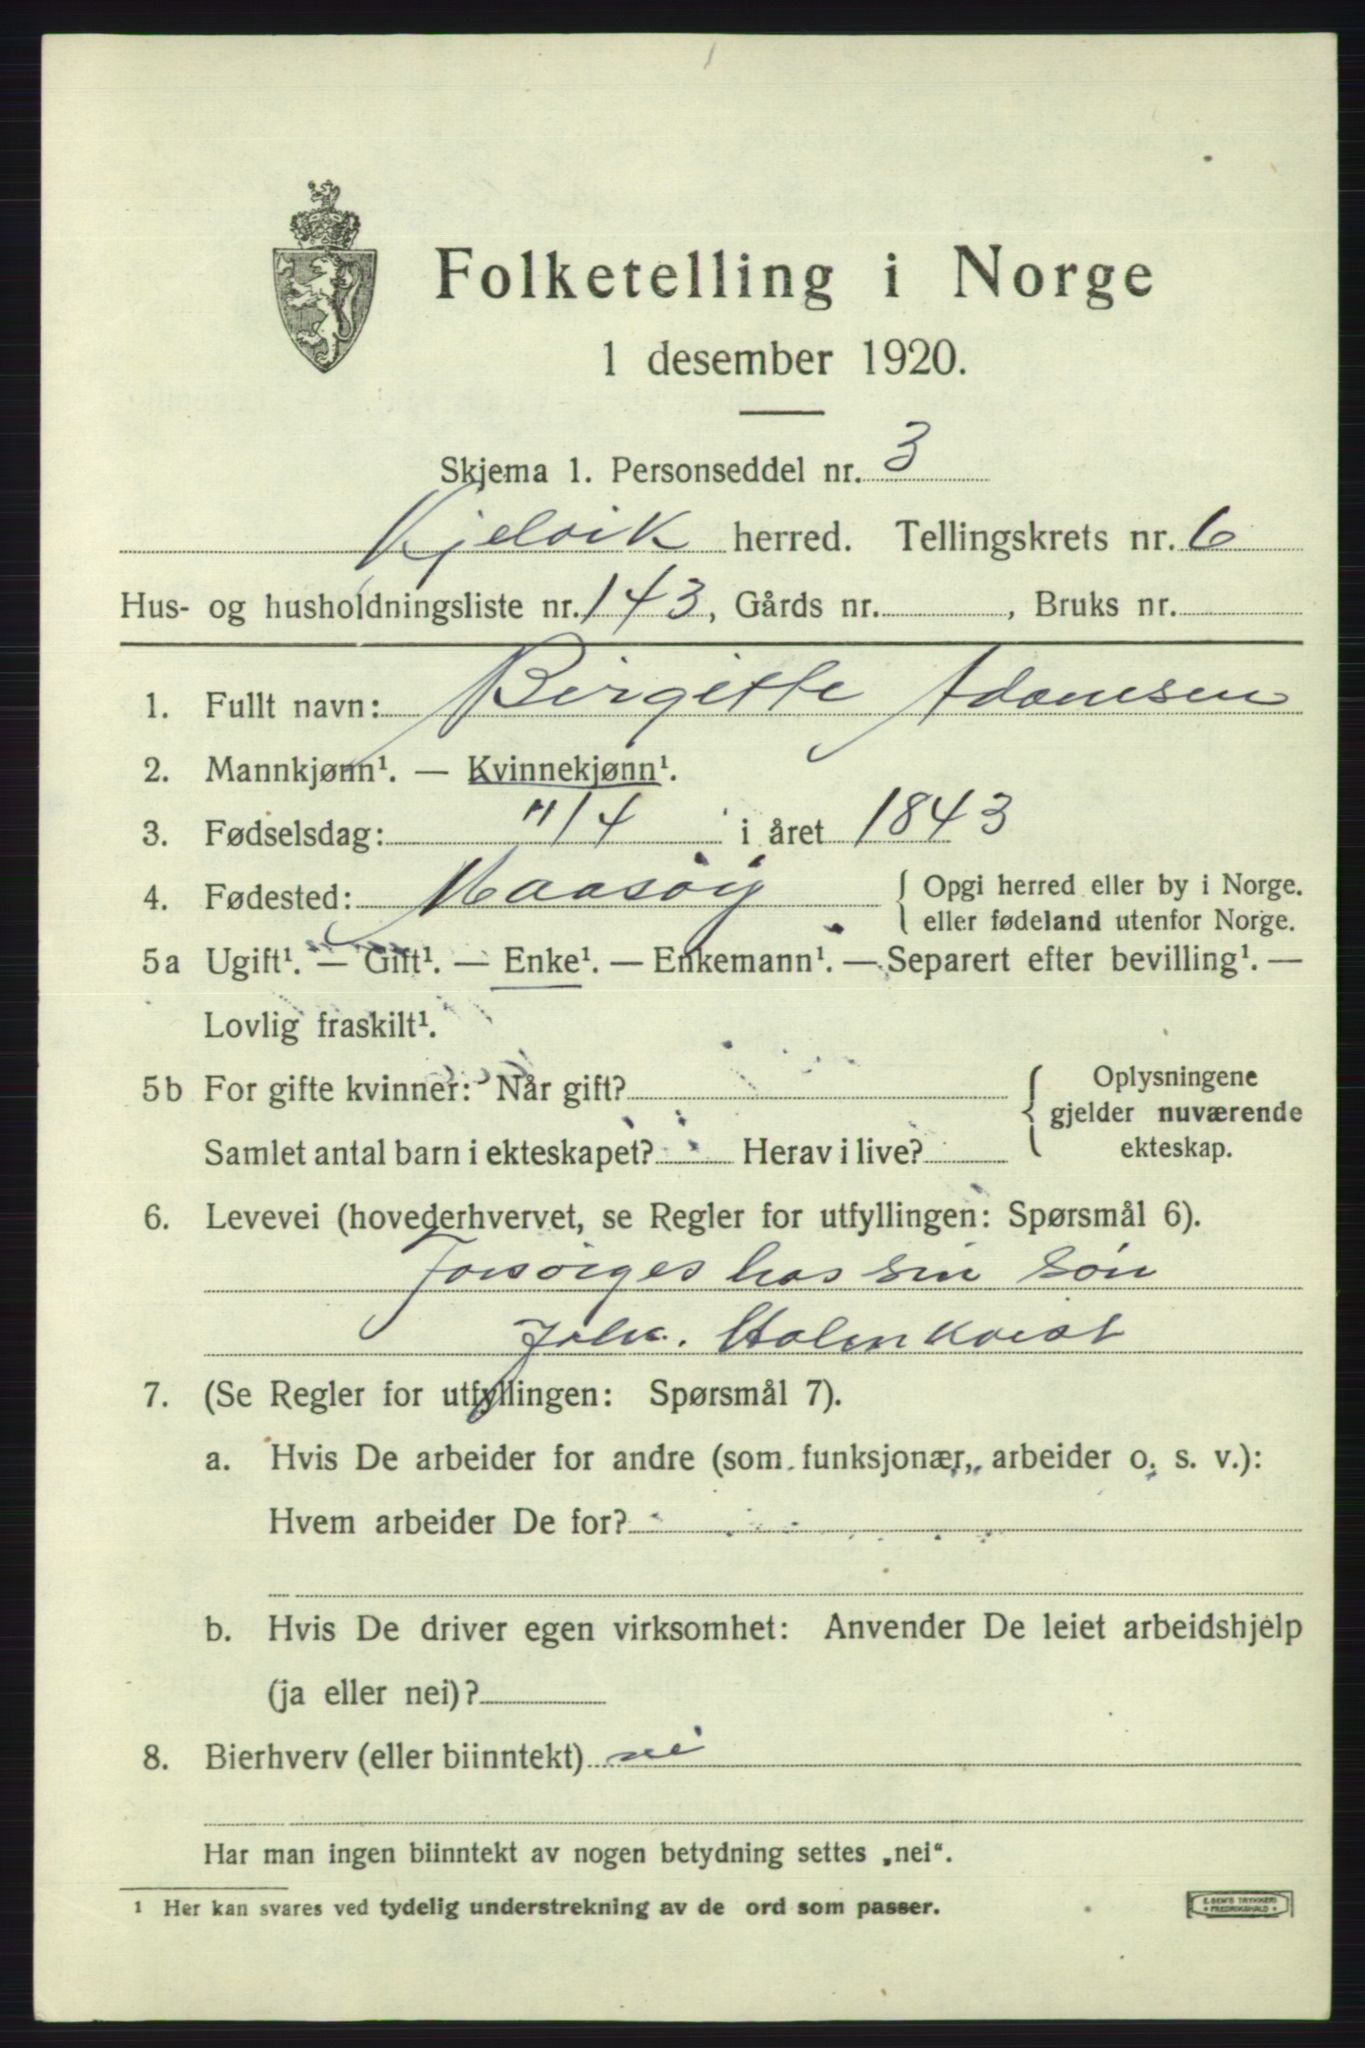 Folketelling i Norge
1 desember 1920.
Skjema 1. Personseddel nr. 3
Kjelvik herred. Tellingskrets nr. 6
Hus- og husholdningsliste nr. 143, Gårds nr. , Bruks nr.
1. Fullt navn: Birgitte Adamsen
2. Mannkjønn¹. — Kvinnekjønn¹.
3. Fødselsdag: 11/4 i året 1843
4. Fødested: Maasöy { Opgi herred eller by i Norge.
eller fødeland utenfor Norge.
5a Ugift¹. — Gift¹. — Enke¹. — Enkemann¹. — Separert efter bevilling¹. —
Lovlig fraskilt¹.
5b For gifte kvinner: Når gift? { Oplysningene
gjelder nuværende
Samlet antal barn i ekteskapet? Herav i live? ekteskap.
6. Levevei (hovederhvervet, se Regler for utfyllingen: Spørsmål 6).
Forsörges hos sin sön
Holmkvist
7. (Se Regler for utfyllingen: Spørsmål 7).
a. Hvis De arbeider for andre (som funksjonær, arbeider o. s. v.):
Hvem arbeider De for?
b. Hvis De driver egen virksomhet: Anvender De leiet arbeidshjelp
(ja eller nei)?
8. Bierhverv (eller biinntekt) nei
Har man ingen biinntekt av nogen betydning settes „nei“.
¹ Her kan svares ved tydelig understrekning av de ord som passer.